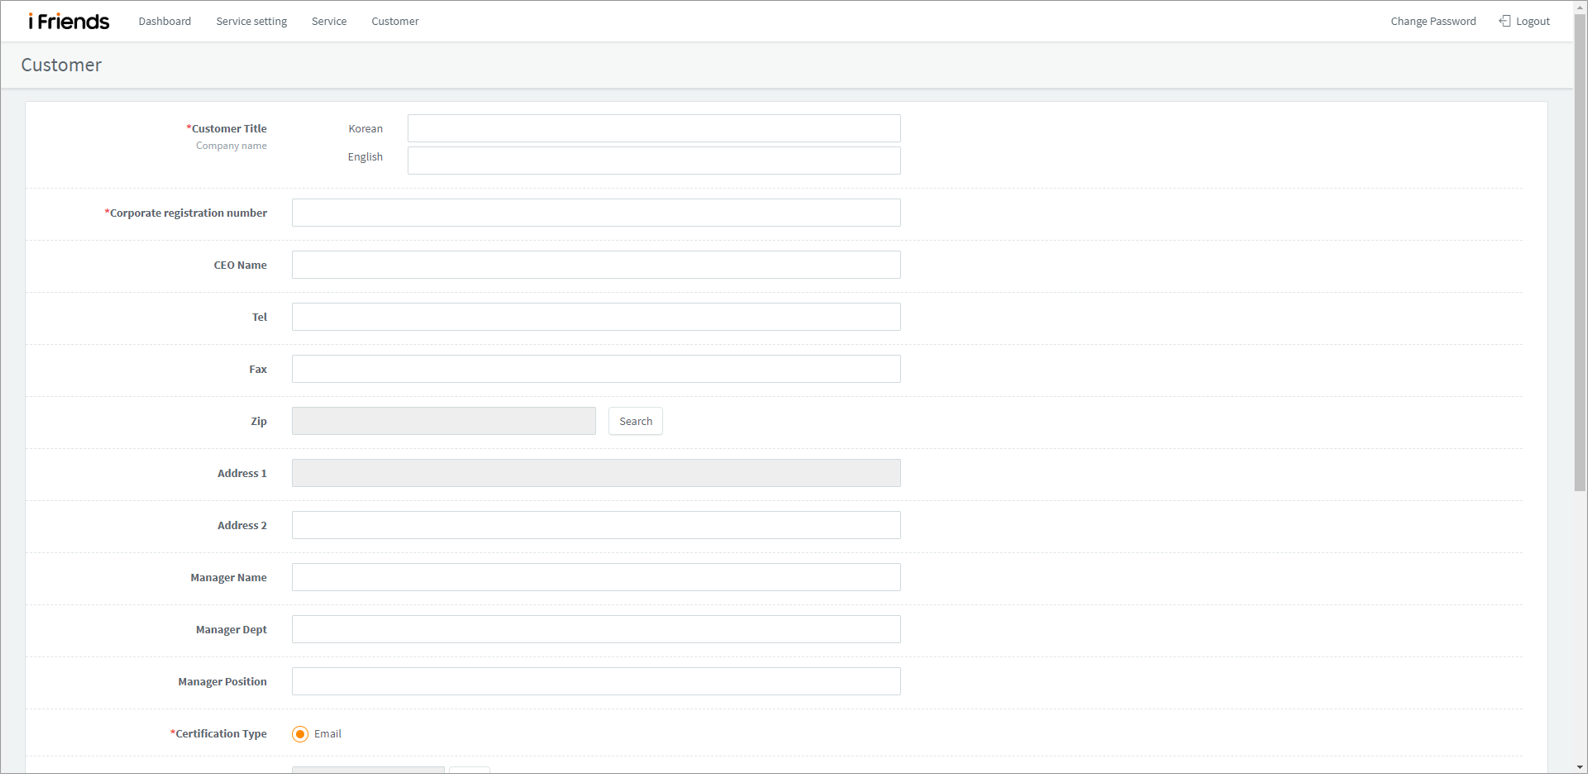 i Friends Dashboard Service setting Service Customer Change Password Logout
Customer
*Customer Title Korean
Company name
English
*Corporate registration number
CEO Name
Tel
Fax
Zip Search
Address 1
Address 2
Manager Name
Manager Dept
Manager Position
*Certification Type Email